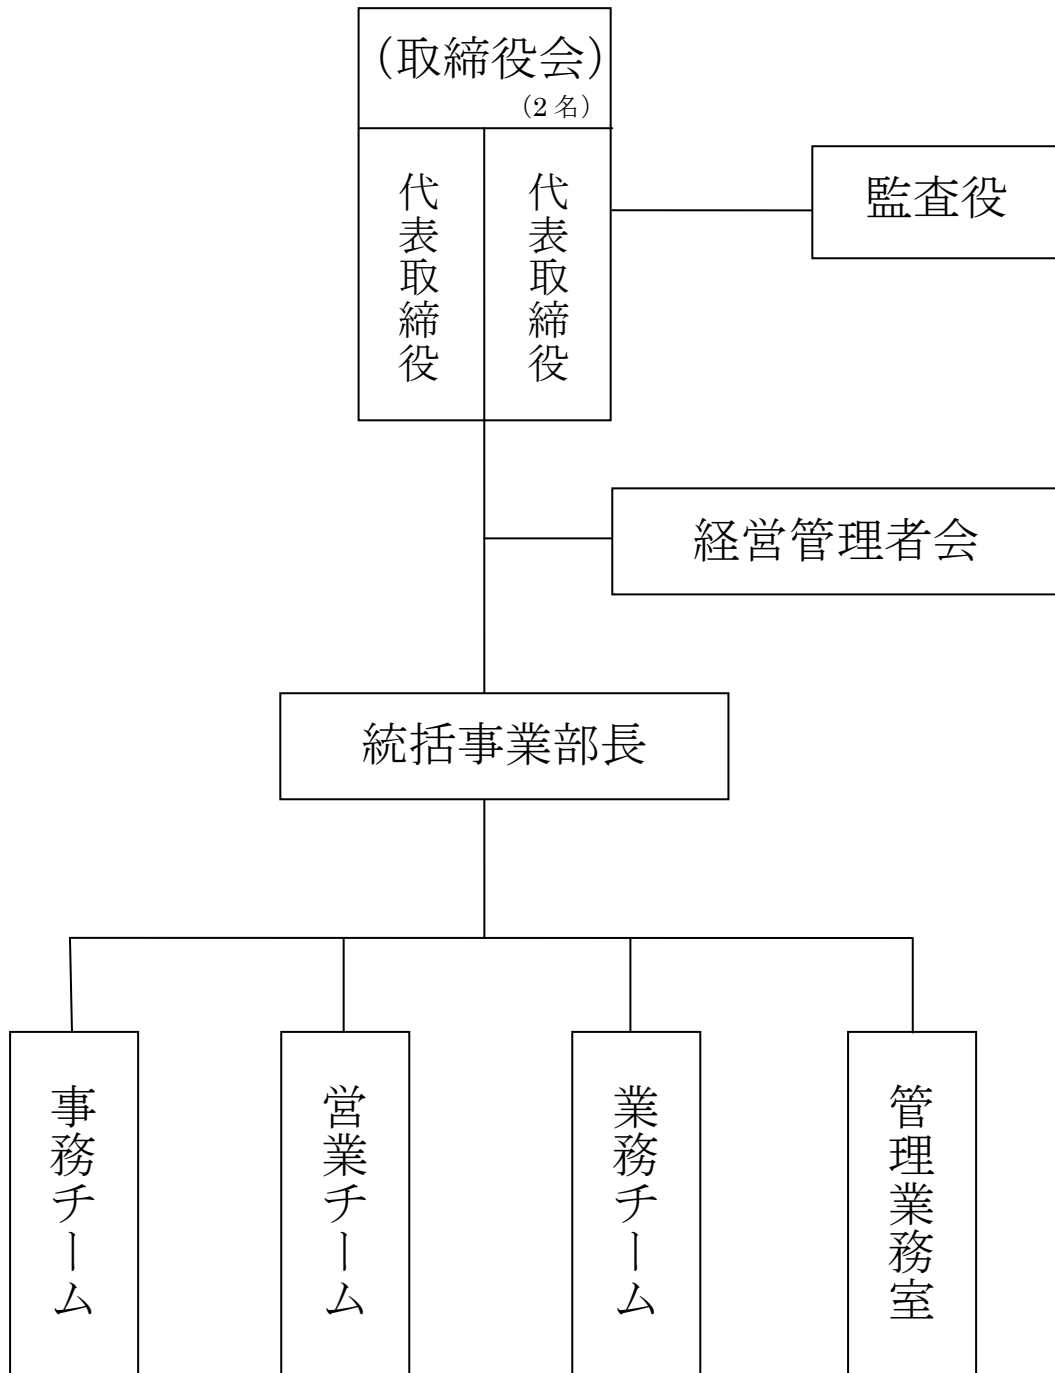 (取締役会)
(2 名)
代表取締役
代表取締役
監査役
経営管理者会
統括事業部長
事務チーム
営業チーム
業務チーム
管理業務室